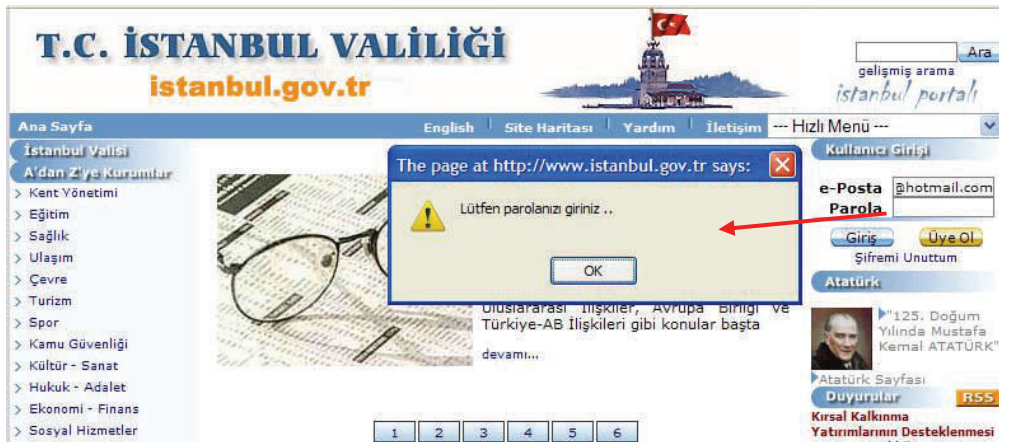 T.C. İSTANBUL VALİLİĞİ
istanbul.gov.tr
Ara
gelişmiş arama
istanbul portalı
Ana Sayfa
English
Site Haritası
Yardım
İletişim
--- Hızlı Menü ---
İstanbul Valisi
A'dan Z'ye Kurumlar
Kent Yönetimi
Eğitim
Sağlık
Ulaşım
Çevre
Turizm
Spor
Kamu Güvenliği
Kültür - Sanat
Hukuk - Adalet
Ekonomi - Finans
Sosyal Hizmetler
The page at http://www.istanbul.gov.tr says:
Lütfen parolanızı giriniz ..
OK
Uluslararası İlişkiler, Avrupa Birliği ve
Türkiye-AB İlişkileri gibi konular başta
devamı...
1 2 3 4 5 6
Kullanıcı Girişi
e-Posta @hotmail.com
Parola
Giriş Üye Ol
Şifremi Unuttum
Atatürk
"125. Doğum
Yılında Mustafa
Kemal ATATÜRK"
Atatürk Sayfası
Duyurular RSS
Kırsal Kalkınma
Yatırımlarının Desteklenmesi